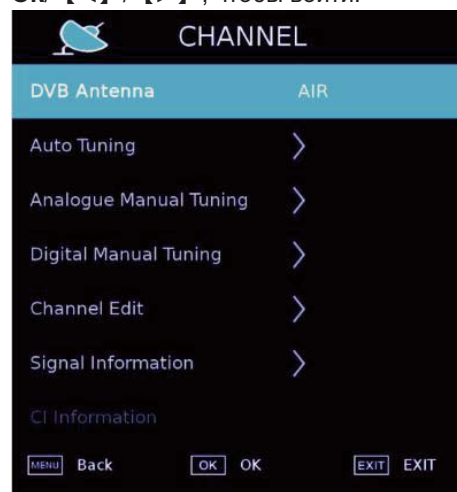 CHANNEL
DVB Antenna AIR
Auto Tuning
Analogue Manual Tuning
Digital Manual Tuning
Channel Edit
Signal Information
CI Information
MENU Back OK OK EXIT EXIT